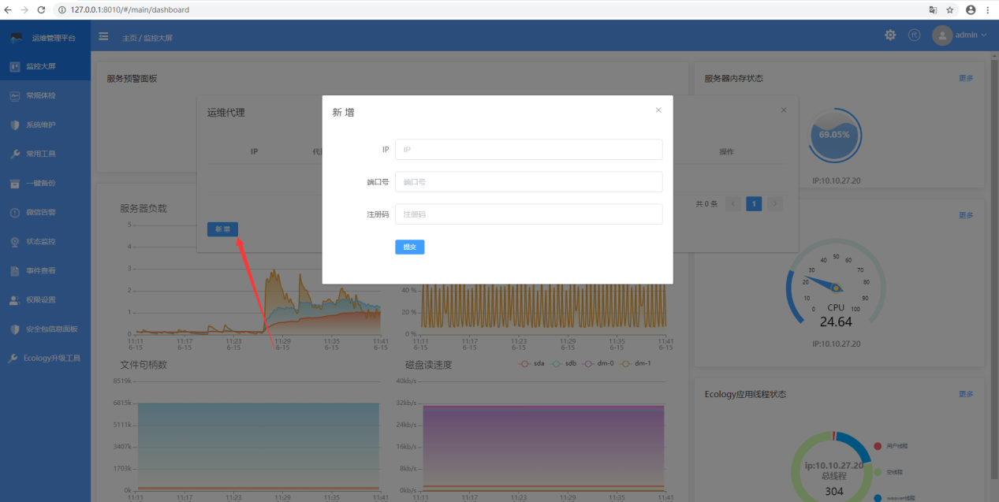 127.0.0.1:8010/#/main/dashboard
运维管理平台
主页 / 监控大屏
代
admin
监控大屏
常规体检
系统维护
常用工具
一键备份
微信告警
状态监控
事件查看
权限设置
安全包信息面板
Ecology升级工具
服务预警面板
服务器内存状态
更多
69.05%
IP:10.10.27.20
运维代理
IP
操作
共 0 条
1
新 增
新 增
IP
IP
端口号
端口号
注册码
注册码
提交
服务器负载
5
4
3
2
1
0
11:11
6-15
11:17
6-15
11:23
6-15
11:29
6-15
11:35
6-15
11:41
6-15
40 %
20 %
0 %
11:11
6-15
11:17
6-15
11:23
6-15
11:29
6-15
11:35
6-15
11:41
6-15
更多
0
10
20
30
40
50
60
70
80
90
100
CPU
24.64
IP:10.10.27.20
文件句柄数
8519k
6815k
5111k
3407k
1703k
0k
11:11
11:17
11:23
11:29
11:35
11:41
磁盘读速度
sda
sdb
dm-0
dm-1
40kb/s
32kb/s
24kb/s
16kb/s
8kb/s
0kb/s
11:11
11:17
11:23
11:29
11:35
11:41
Ecology应用线程状态
更多
ip:10.10.27.20
总线程
304
用户线程
空线程
weaver线程